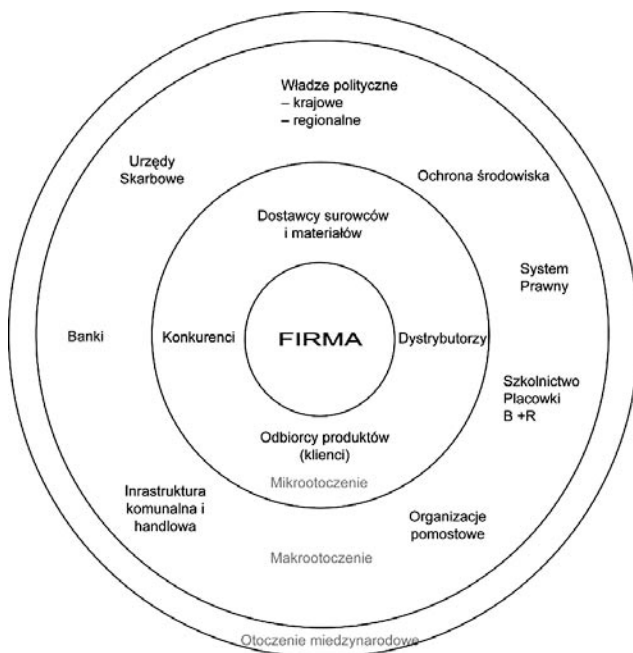 Władze polityczne
– krajowe
– regionalne
Urzędy
Skarbowe
Ochrona środowiska
Dostawcy surowców
i materiałów
System
Prawny
Banki
Konkurenci
FIRMA
Dystrybutorzy
Szkolnictwo
Placowki
B +R
Odbiorcy produktów
(klienci)
Mikrootoczenie
Inrastruktura
komunalna i
handlowa
Organizacje
pomostowe
Makrootoczenie
Otoczenie miedzynarodowe